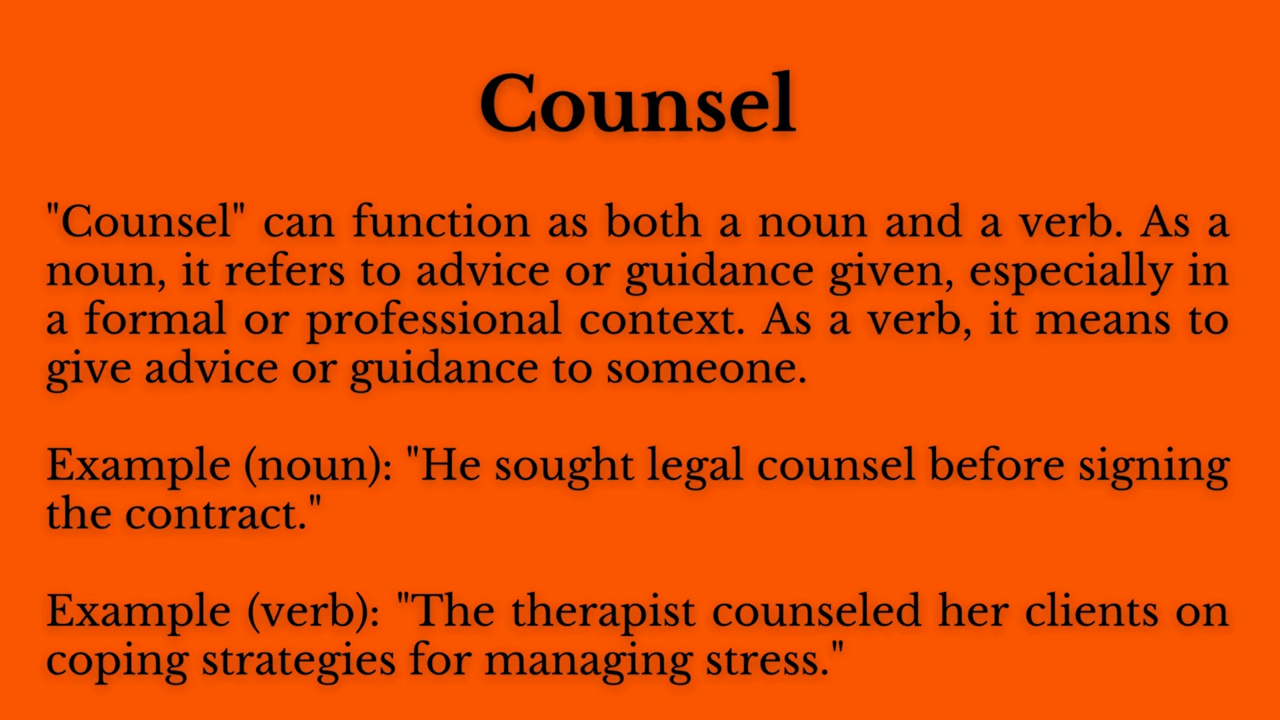 Counsel
"Counsel" can function as both a noun and a verb. As a
noun, it refers to advice or guidance given, especially in
a formal or professional context. As a verb, it means to
give advice or guidance to someone.
Example (noun): "He sought legal counsel before signing
the contract."
Example (verb): "The therapist counseled her clients on
coping strategies for managing stress."